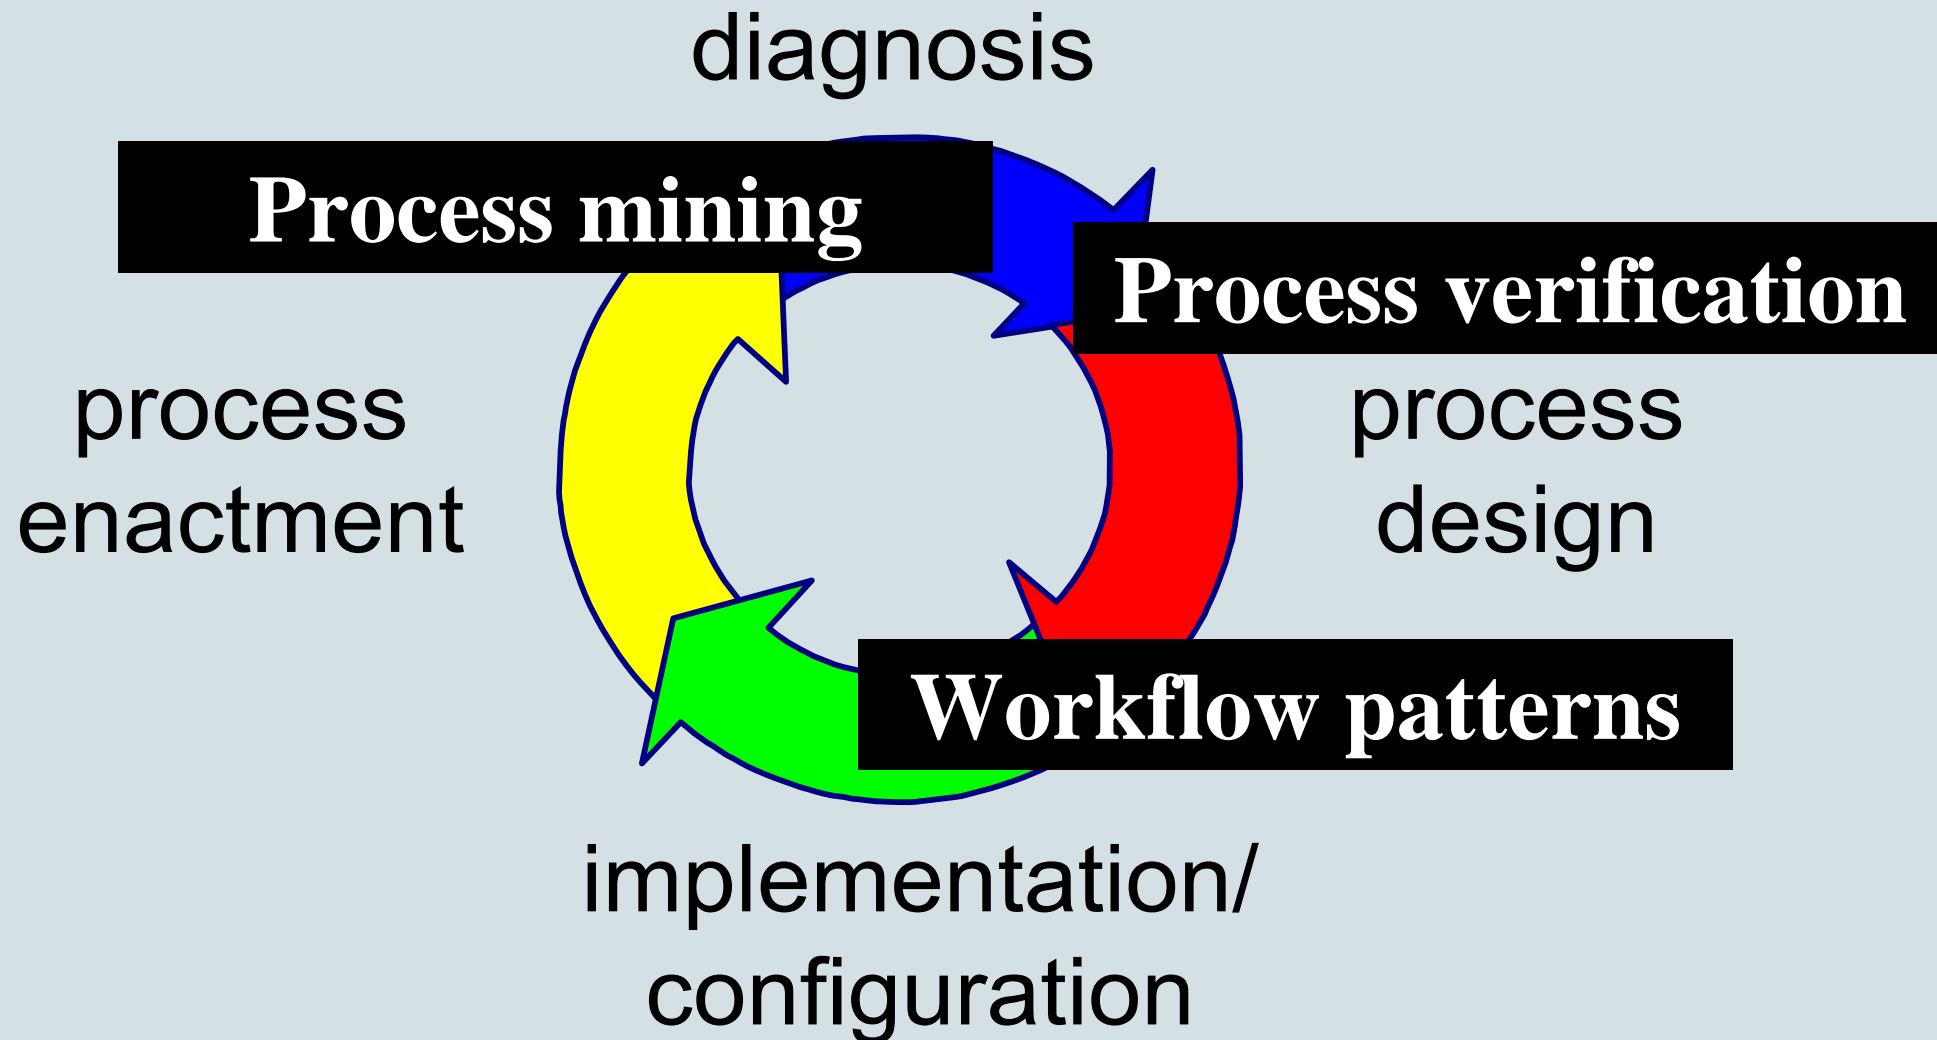 diagnosis
Process mining
Process verification
process
enactment
process
design
Workflow patterns
implementation/
configuration